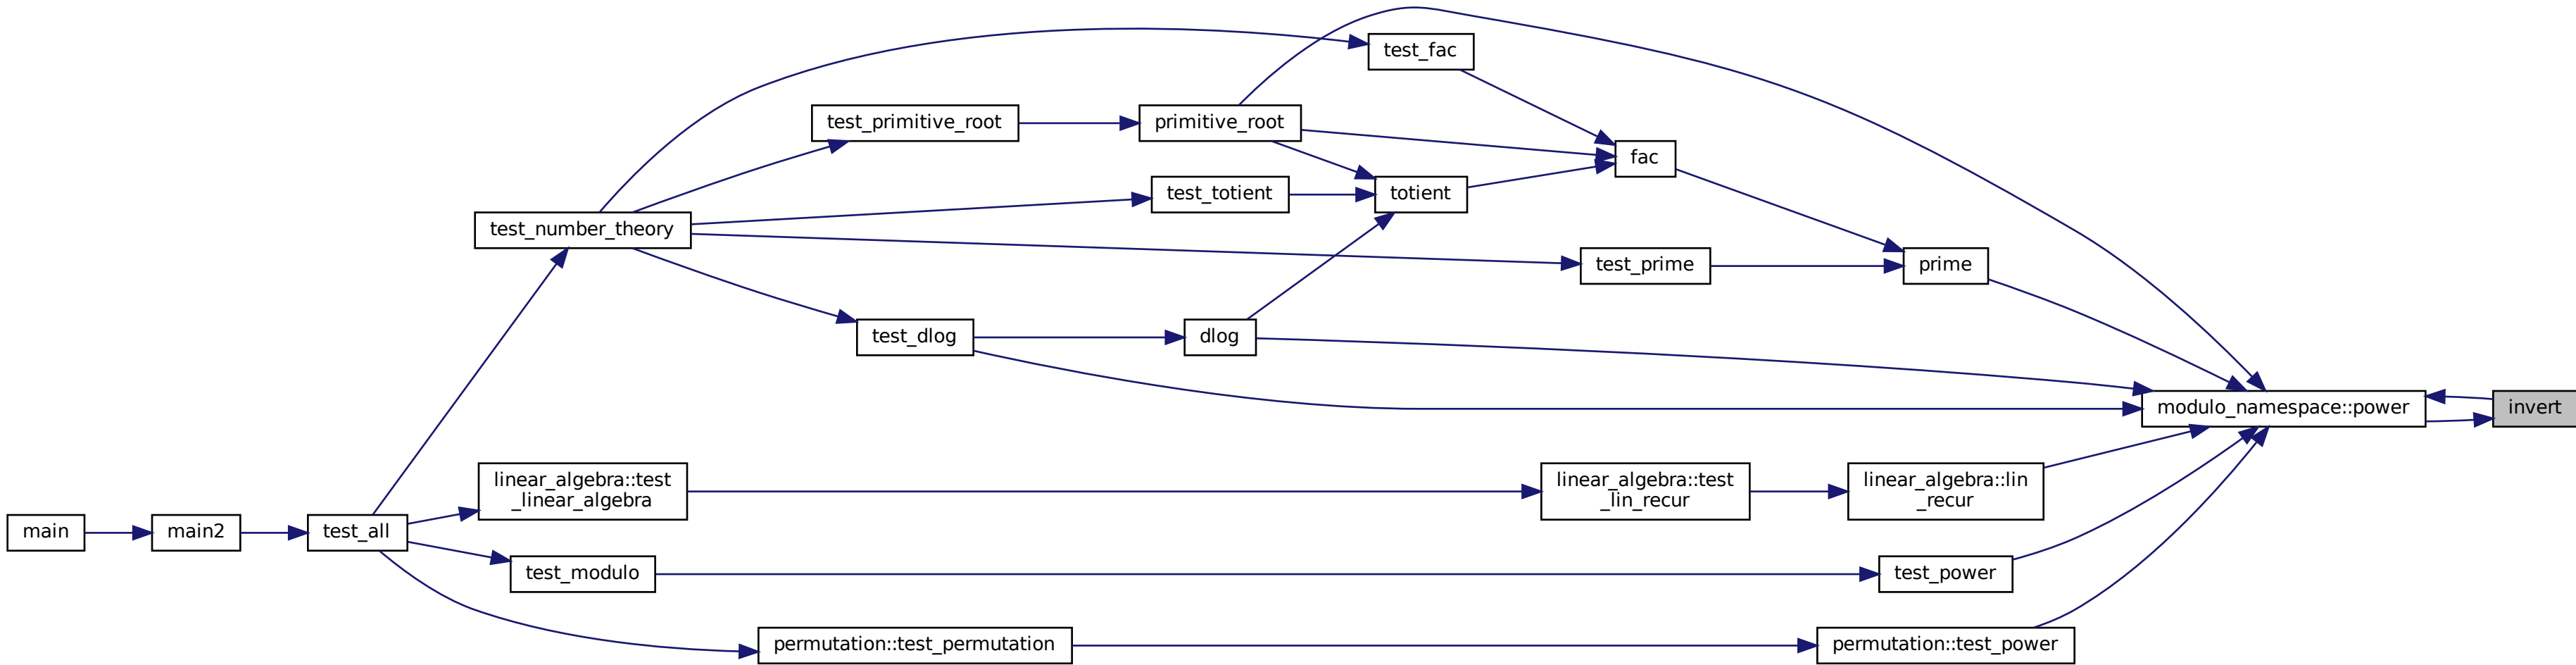 test_fac
test_primitive_root
primitive_root
fac
test_totient
totient
test_number_theory
test_prime
prime
test_dlog
dlog
modulo_namespace::power
invert
linear_algebra::test
_linear_algebra
linear_algebra::test
_lin_recur
linear_algebra::lin
_recur
main
main2
test_all
test_modulo
test_power
permutation::test_permutation
permutation::test_power